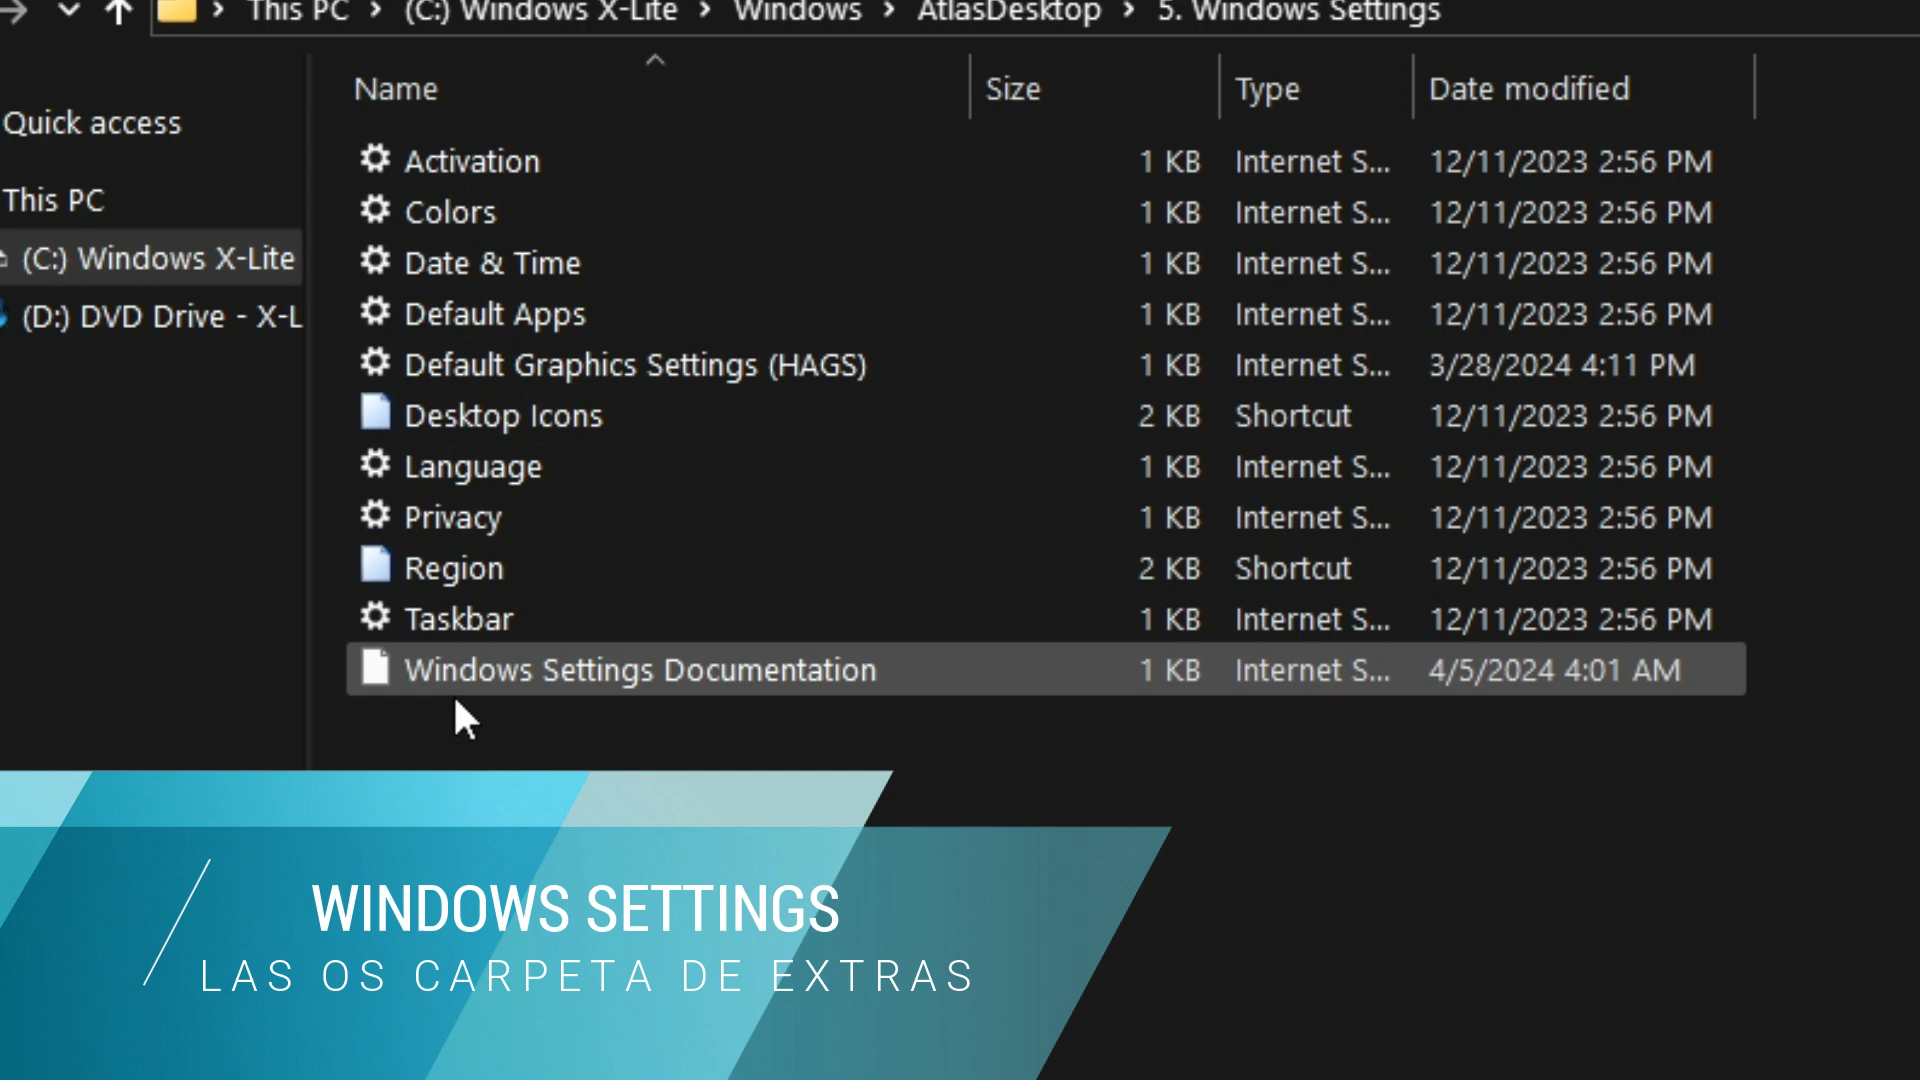 This PC > (C:) Windows X-Lite > Windows > AtlasDesktop > 5. Windows Settings
Quick access
This PC
(C:) Windows X-Lite
(D:) DVD Drive - X-L
Name Size Type Date modified
Activation 1 KB Internet S... 12/11/2023 2:56 PM
Colors 1 KB Internet S... 12/11/2023 2:56 PM
Date & Time 1 KB Internet S... 12/11/2023 2:56 PM
Default Apps 1 KB Internet S... 12/11/2023 2:56 PM
Default Graphics Settings (HAGS) 1 KB Internet S... 3/28/2024 4:11 PM
Desktop Icons 2 KB Shortcut 12/11/2023 2:56 PM
Language 1 KB Internet S... 12/11/2023 2:56 PM
Privacy 1 KB Internet S... 12/11/2023 2:56 PM
Region 2 KB Shortcut 12/11/2023 2:56 PM
Taskbar 1 KB Internet S... 12/11/2023 2:56 PM
Windows Settings Documentation 1 KB Internet S... 4/5/2024 4:01 AM
WINDOWS SETTINGS
LAS OS CARPETA DE EXTRAS